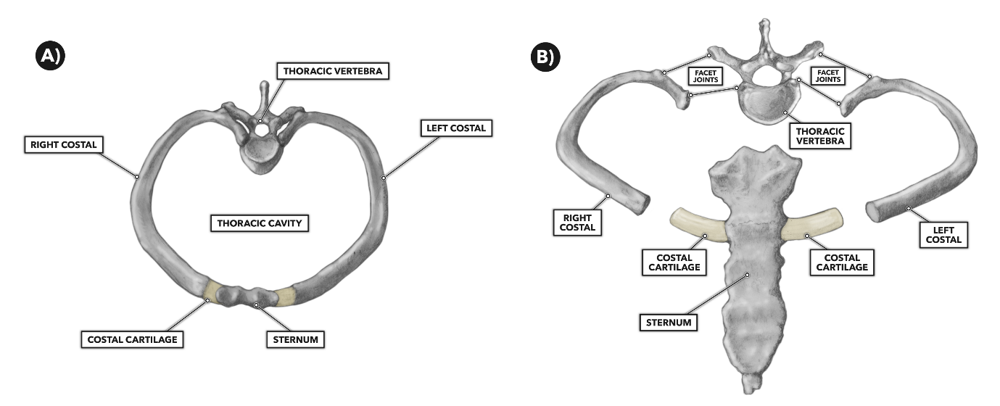 A)
THORACIC VERTEBRA
RIGHT COSTAL
LEFT COSTAL
THORACIC CAVITY
COSTAL CARTILAGE
STERNUM
B)
FACET
JOINTS
FACET
JOINTS
THORACIC
VERTEBRA
RIGHT
COSTAL
LEFT
COSTAL
COSTAL
CARTILAGE
COSTAL
CARTILAGE
STERNUM